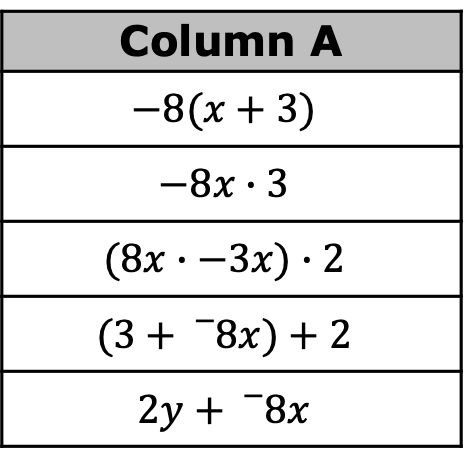 Column A
−8(x + 3)
−8x · 3
(8x · −3x) · 2
(3 + ⁻8x) + 2
2y + ⁻8x